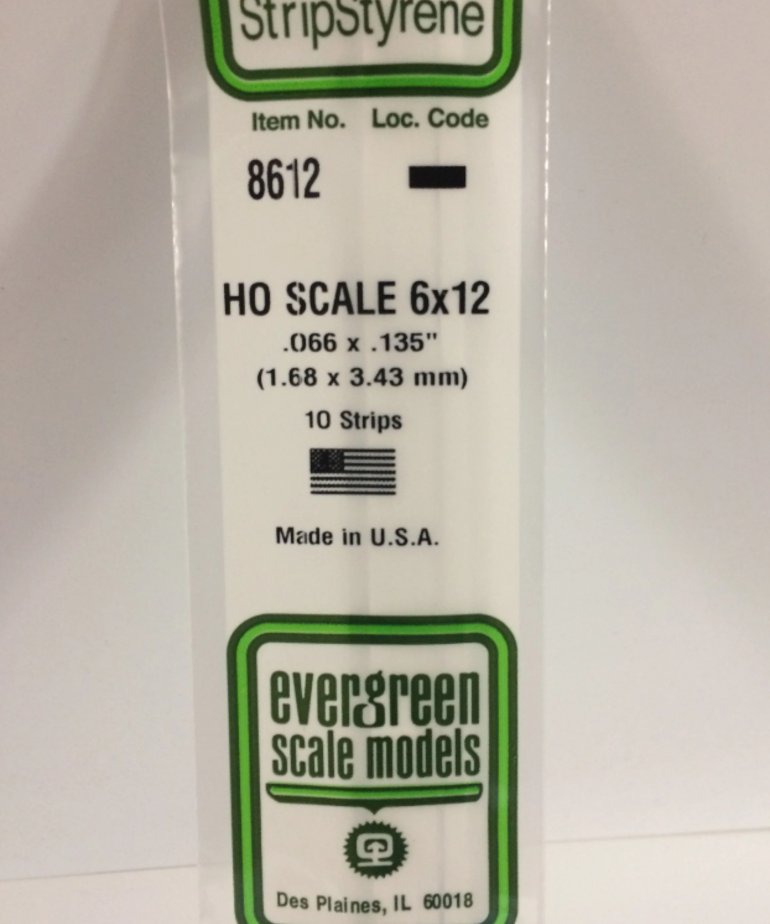 StripStyrene
Item No. Loc. Code
8612
HO SCALE 6x12
.066 x .135"
(1.68 x 3.43 mm)
10 Strips
Made in U.S.A.
evergreen
scale models
Des Plaines, IL 60018